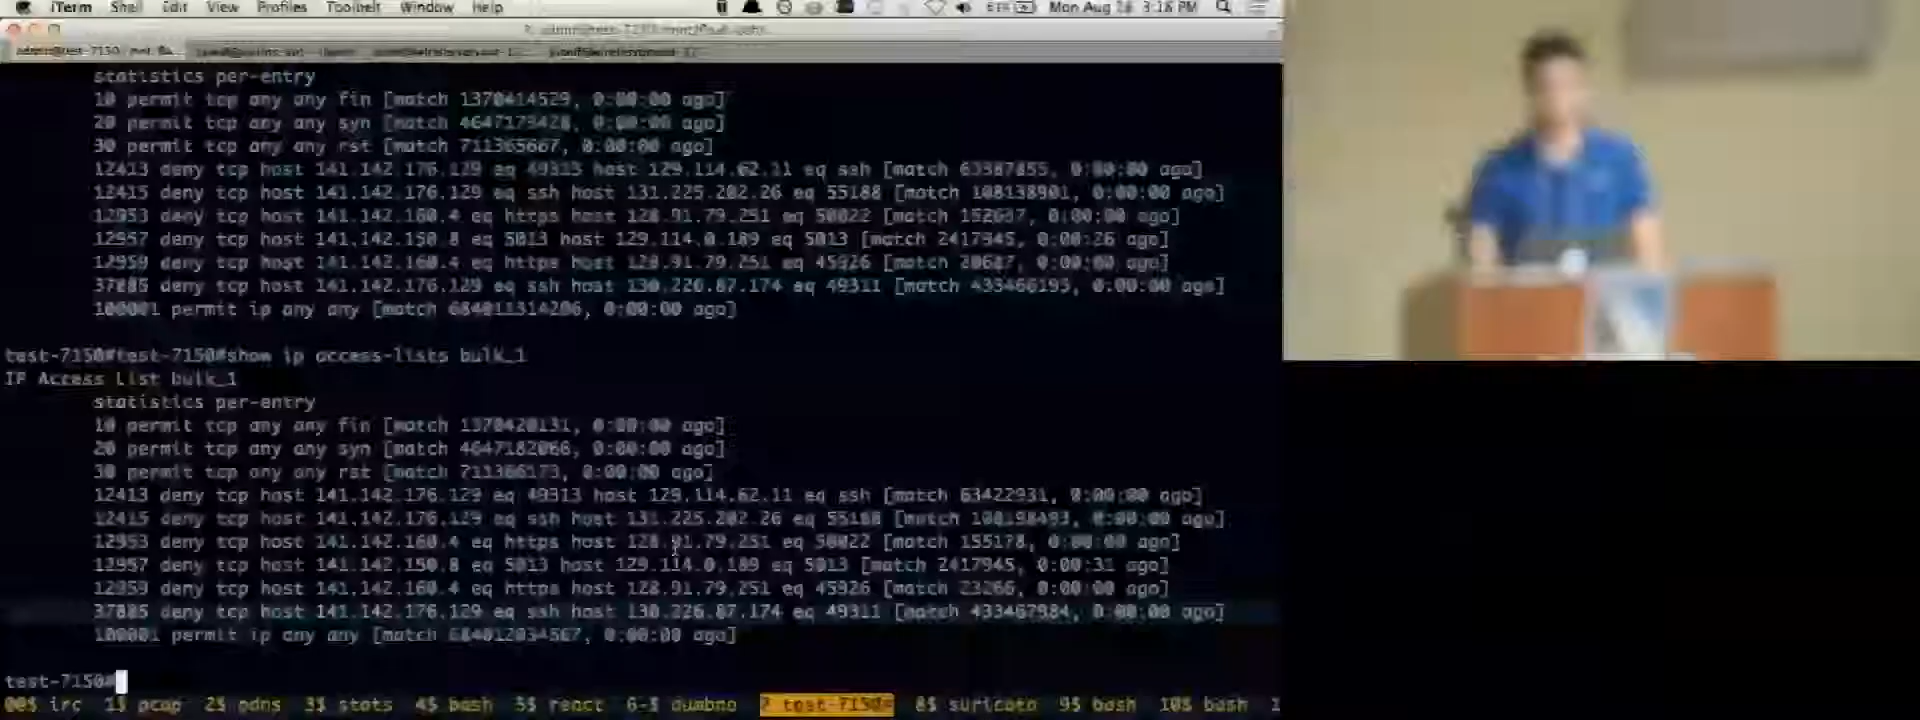 iTerm Shell Edit View Profiles Toolbelt Window Help Mon Aug 3:18 PM
statistics per-entry
10 permit tcp any any fin [match 1370414529, 0:00:00 ago]
20 permit tcp any any syn [match 4647173428, 0:00:00 ago]
30 permit tcp any any rst [match 711365667, 0:00:00 ago]
12413 deny tcp host 141.142.176.129 eq 49313 host 129.114.62.11 eq ssh [match 63387855, 0:00:00 ago]
12415 deny tcp host 141.142.176.129 eq ssh host 131.225.202.26 eq 55188 [match 108138901, 0:00:00 ago]
12953 deny tcp host 141.142.160.4 eq https host 128.91.79.251 eq 50022 [match 152637, 0:00:00 ago]
12957 deny tcp host 141.142.150.8 eq 5013 host 129.114.0.189 eq 5013 [match 2417945, 0:00:26 ago]
12959 deny tcp host 141.142.160.4 eq https host 128.91.79.251 eq 45926 [match 20687, 0:00:00 ago]
37885 deny tcp host 141.142.176.129 eq ssh host 130.226.87.174 eq 49311 [match 433466193, 0:00:00 ago]
100001 permit ip any any [match 684011314206, 0:00:00 ago]
test-7150#test-7150#show ip access-lists bulk_1
IP Access List bulk_1
statistics per-entry
10 permit tcp any any fin [match 1370420131, 0:00:00 ago]
20 permit tcp any any syn [match 4647182066, 0:00:00 ago]
30 permit tcp any any rst [match 711366173, 0:00:00 ago]
12413 deny tcp host 141.142.176.129 eq 49313 host 129.114.62.11 eq ssh [match 63422931, 0:00:00 ago]
12415 deny tcp host 141.142.176.129 eq ssh host 131.225.202.26 eq 55188 [match 108198493, 0:00:00 ago]
12953 deny tcp host 141.142.160.4 eq https host 128.91.79.251 eq 50022 [match 155178, 0:00:00 ago]
12957 deny tcp host 141.142.150.8 eq 5013 host 129.114.0.189 eq 5013 [match 2417945, 0:00:31 ago]
12959 deny tcp host 141.142.160.4 eq https host 128.91.79.251 eq 45926 [match 23266, 0:00:00 ago]
37885 deny tcp host 141.142.176.129 eq ssh host 130.226.87.174 eq 49311 [match 433467984, 0:00:00 ago]
100001 permit ip any any [match 684012034567, 0:00:00 ago]
test-7150#
00$ irc 1$ pcap 2$ pdns 3$ stats 4$ bash 5$ react 6-$ dumbno 7 test-7150# 8$ suricata 9$ bash 10$ bash 1